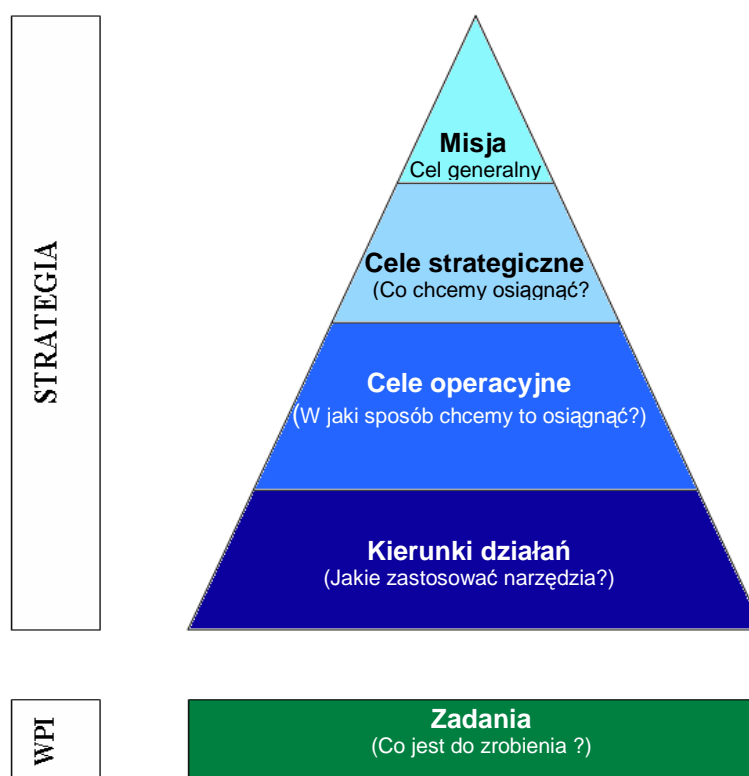 STRATEGIA
Misja
Cel generalny
Cele strategiczne
(Co chcemy osiągnąć?
Cele operacyjne
(W jaki sposób chcemy to osiągnąć?)
Kierunki działań
(Jakie zastosować narzędzia?)
WPI
Zadania
(Co jest do zrobienia ?)